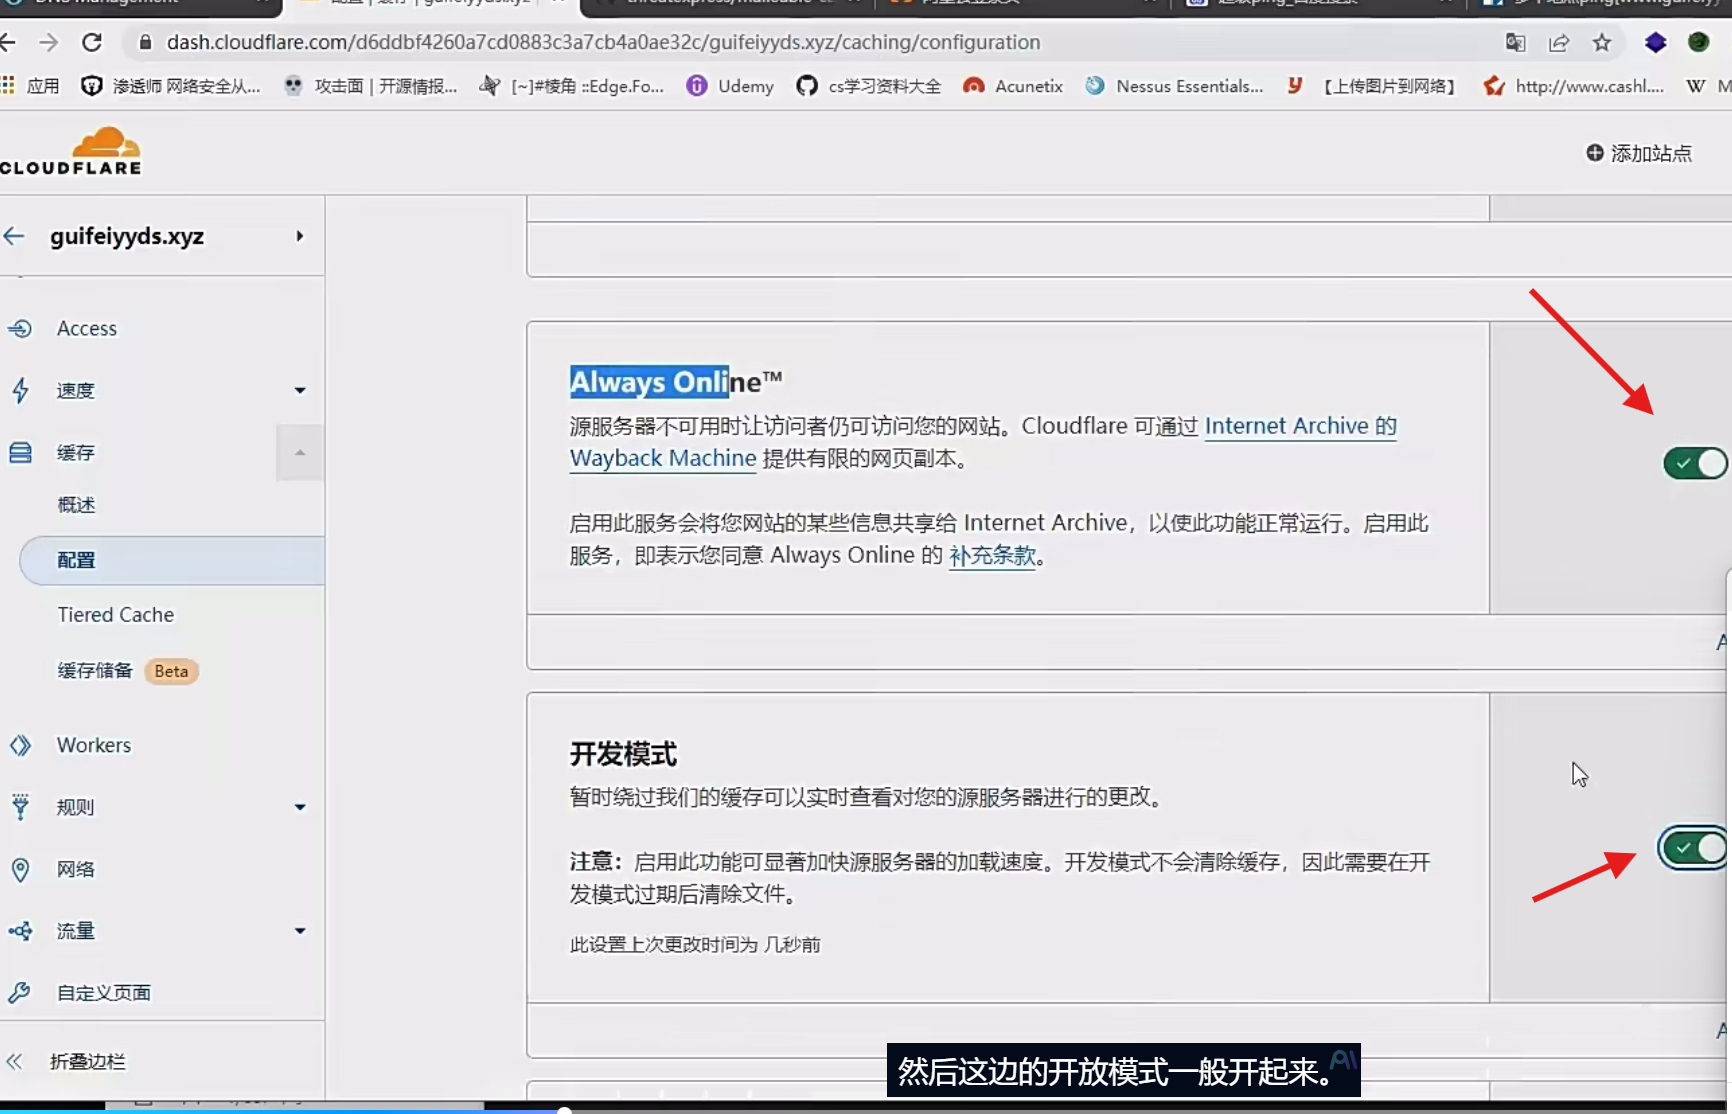 dash.cloudflare.com/d6ddbf4260a7cd0883c3a7cb4a0ae32c/guifeiyyds.xyz/caching/configuration
应用 渗透师 网络安全从... 攻击面 | 开源情报... [~]#棱角 ::Edge.Fo... Udemy cs学习资料大全 Acunetix Nessus Essentials... 【上传图片到网络】 http://www.cashl.... W M
CLOUDFLARE
添加站点
guifeiyyds.xyz
Access
速度
缓存
概述
配置
Tiered Cache
缓存储备 Beta
Workers
规则
网络
流量
自定义页面
折叠边栏
Always Online™
源服务器不可用时让访问者仍可访问您的网站。Cloudflare 可通过 Internet Archive 的
Wayback Machine 提供有限的网页副本。
启用此服务会将您网站的某些信息共享给 Internet Archive，以使此功能正常运行。启用此
服务，即表示您同意 Always Online 的 补充条款。
开发模式
暂时绕过我们的缓存可以实时查看对您的源服务器进行的更改。
注意：启用此功能可显著加快源服务器的加载速度。开发模式不会清除缓存，因此需要在开
发模式过期后清除文件。
此设置上次更改时间为 几秒前
然后这边的开放模式一般开起来。AI